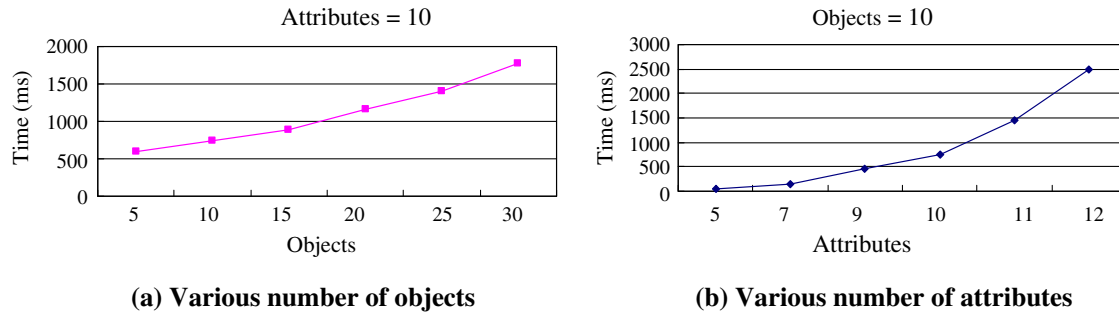 Attributes = 10
2000
1500
1000
500
0
Time (ms)
5 10 15 20 25 30
Objects
(a) Various number of objects
Objects = 10
3000
2500
2000
1500
1000
500
0
Time (ms)
5 7 9 10 11 12
Attributes
(b) Various number of attributes